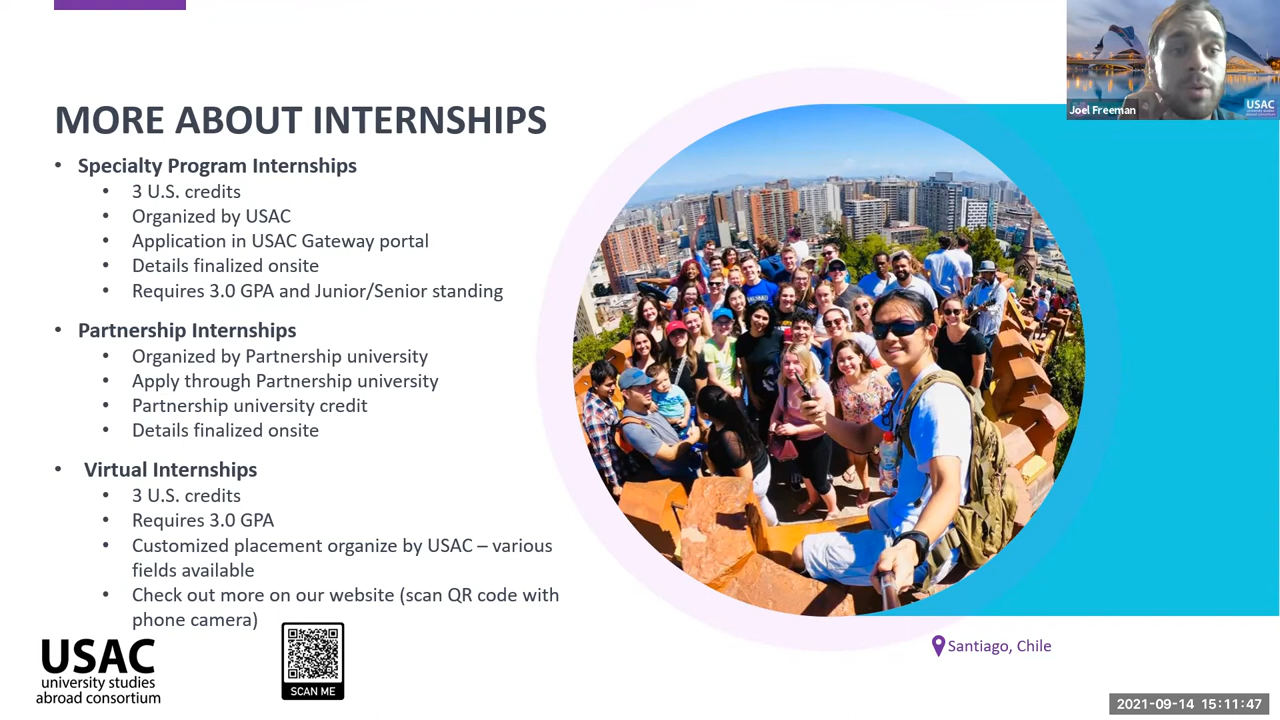 MORE ABOUT INTERNSHIPS
• Specialty Program Internships
• 3 U.S. credits
• Organized by USAC
• Application in USAC Gateway portal
• Details finalized onsite
• Requires 3.0 GPA and Junior/Senior standing
• Partnership Internships
• Organized by Partnership university
• Apply through Partnership university
• Partnership university credit
• Details finalized onsite
• Virtual Internships
• 3 U.S. credits
• Requires 3.0 GPA
• Customized placement organize by USAC – various
fields available
• Check out more on our website (scan QR code with
phone camera)
USAC
university studies
abroad consortium
SCAN ME
Joel Freeman
USAC
Santiago, Chile
2021-09-14 15:11:47